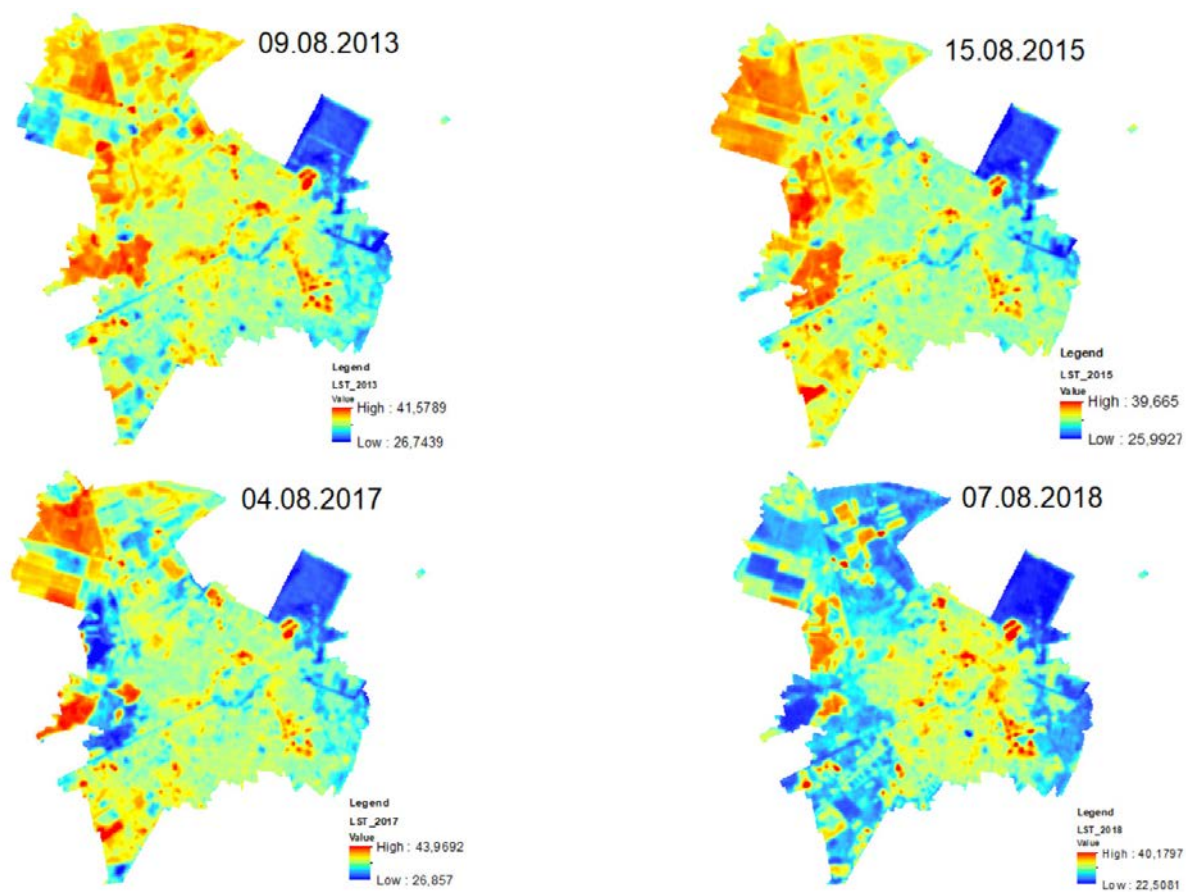 09.08.2013
Legend
LST_2013
Value
High : 41,5789
Low : 26,7439
15.08.2015
Legend
LST_2015
Value
High : 39,665
Low : 25,9927
04.08.2017
Legend
LST_2017
Value
High : 43,9692
Low : 26,857
07.08.2018
Legend
LST_2018
Value
High : 40,1797
Low : 22,5081